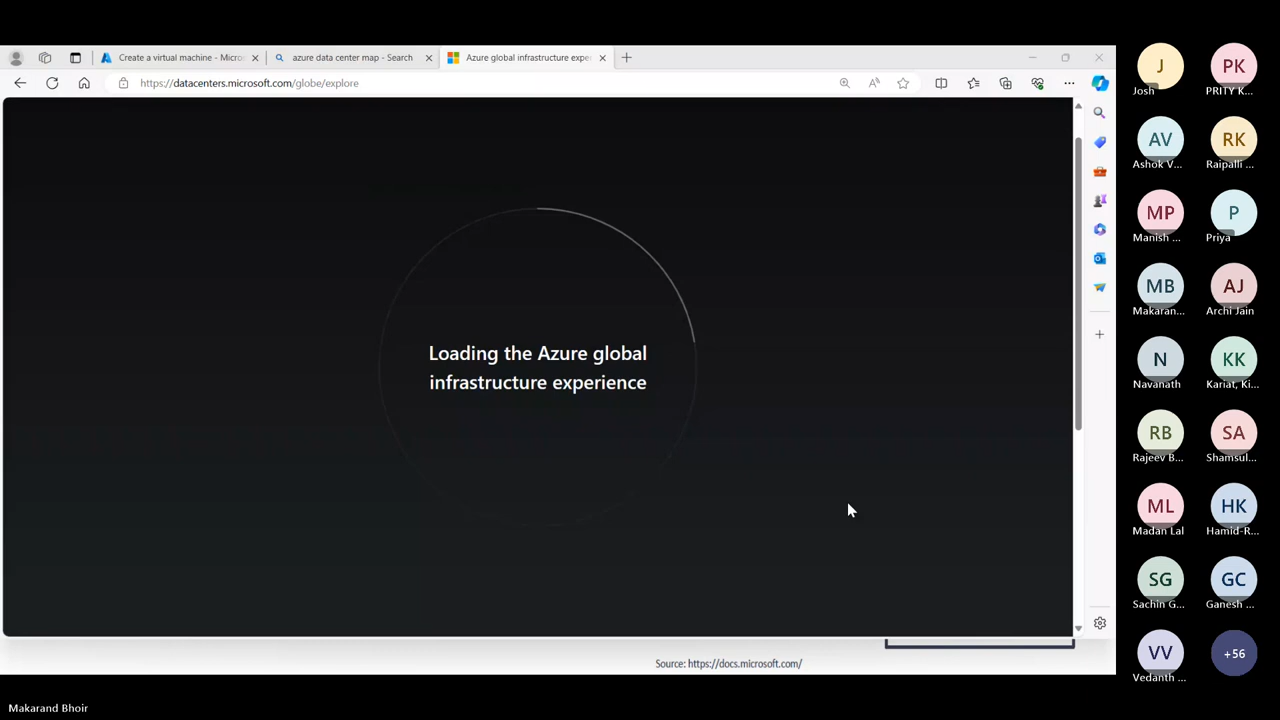 Create a virtual machine - Micro
azure data center map - Search
Azure global infrastructure expe
https://datacenters.microsoft.com/globe/explore
Loading the Azure global
infrastructure experience
Source: https://docs.microsoft.com/
Makarand Bhoir
J
Josh
PK
PRITY K...
AV
Ashok V...
RK
Raipalli ...
MP
Manish ...
P
Priya
MB
Makaran...
AJ
Archi Jain
N
Navanath
KK
Kariat, Ki...
RB
Rajeev B...
SA
Shamsul...
ML
Madan Lal
HK
Hamid-R...
SG
Sachin G...
GC
Ganesh ...
VV
Vedanth ...
+56